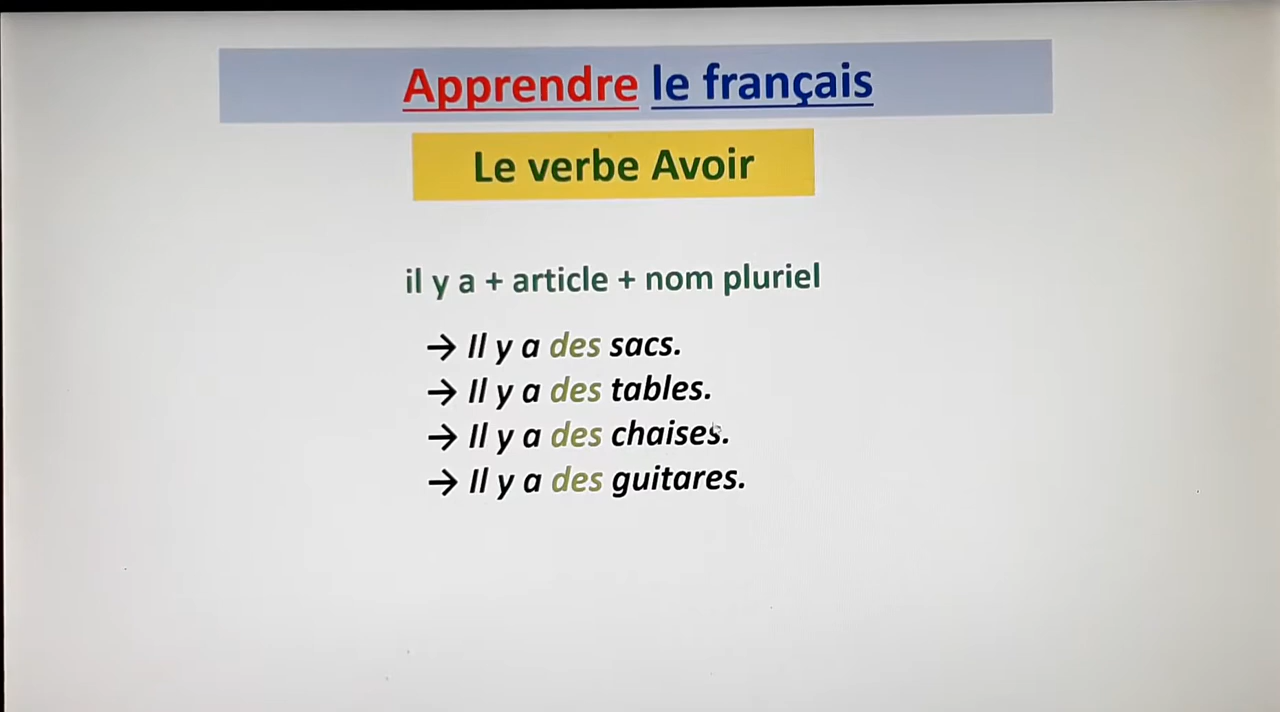 Apprendre le français
Le verbe Avoir
il y a + article + nom pluriel
→ Il y a des sacs.
→ Il y a des tables.
→ Il y a des chaises.
→ Il y a des guitares.